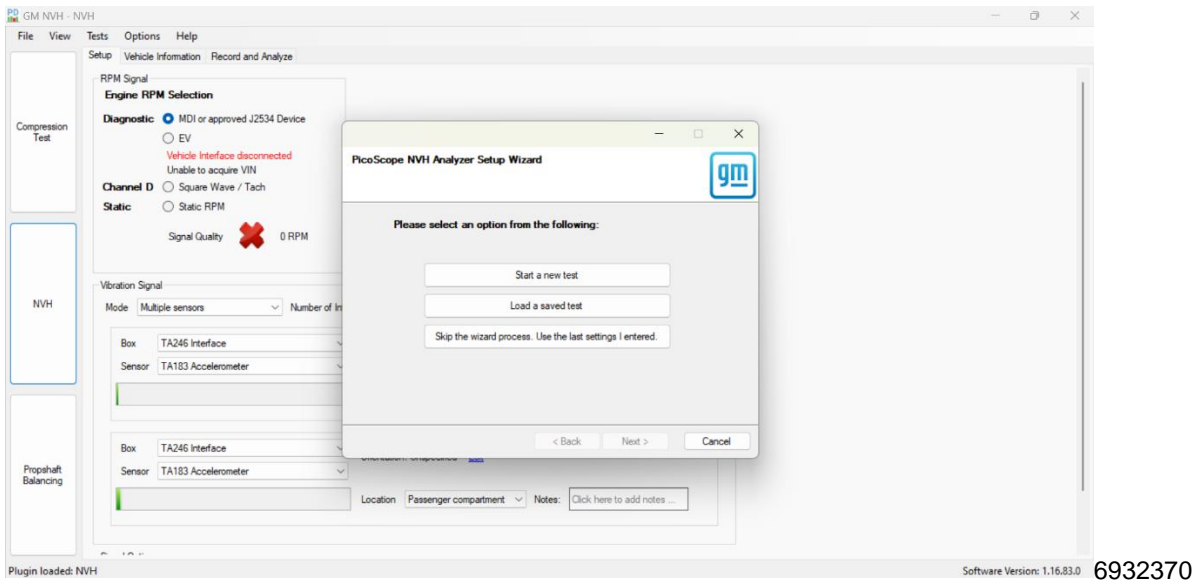 PD GM NVH - NVH
File View Tests Options Help
Setup Vehicle Information Record and Analyze
RPM Signal
Engine RPM Selection
Diagnostic MDI or approved J2534 Device
EV
Vehicle Interface disconnected
Unable to acquire VIN
Channel D Square Wave / Tach
Static Static RPM
Signal Quality 0 RPM
Compression
Test
NVH
Propshaft
Balancing
Vibration Signal
Mode Multiple sensors Number of In
Box TA246 Interface
Sensor TA183 Accelerometer
Box TA246 Interface
Sensor TA183 Accelerometer
Location Passenger compartment Notes: Click here to add notes ...
PicoScope NVH Analyzer Setup Wizard
gm
Please select an option from the following:
Start a new test
Load a saved test
Skip the wizard process. Use the last settings I entered.
< Back Next > Cancel
Plugin loaded: NVH
Software Version: 1.16.83.0
6932370